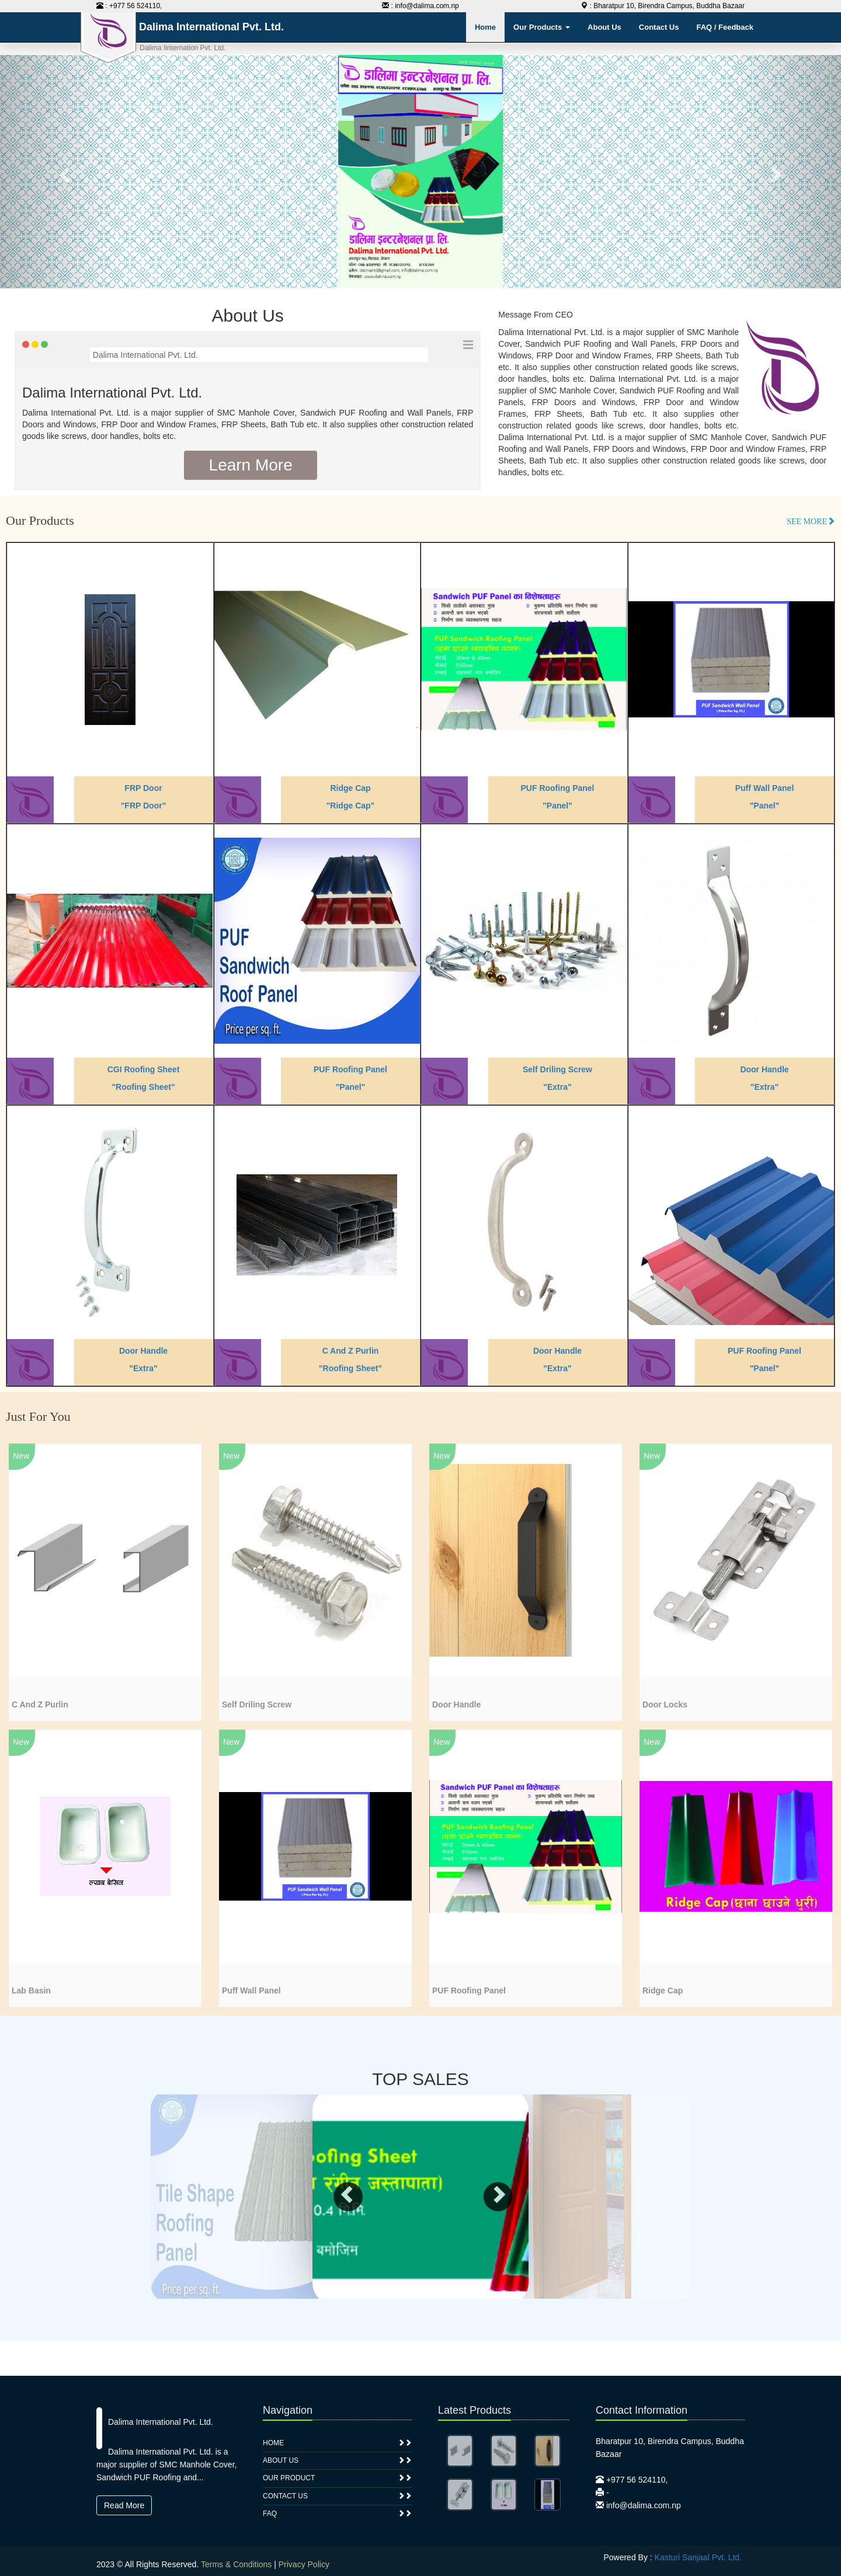 : +977 56 524110,
: info@dalima.com.np
: Bharatpur 10, Birendra Campus, Buddha Bazaar
Dalima International Pvt. Ltd.
Home
Our Products
About Us
Contact Us
FAQ / Feedback
Dalima Iinternation Pvt. Ltd.
डालिमा इन्टरनेशनल प्रा. लि.
डालिमा इन्टरनेशनल प्रा. लि.
Dalima International Pvt. Ltd.
About Us
Dalima International Pvt. Ltd.
Dalima International Pvt. Ltd.
Dalima International Pvt. Ltd. is a major supplier of SMC Manhole Cover, Sandwich PUF Roofing and Wall Panels, FRP
Doors and Windows, FRP Door and Window Frames, FRP Sheets, Bath Tub etc. It also supplies other construction related
goods like screws, door handles, bolts etc.
Learn More
Message From CEO
Dalima International Pvt. Ltd. is a major supplier of SMC Manhole
Cover, Sandwich PUF Roofing and Wall Panels, FRP Doors and
Windows, FRP Door and Window Frames, FRP Sheets, Bath Tub
etc. It also supplies other construction related goods like screws,
door handles, bolts etc. Dalima International Pvt. Ltd. is a major
supplier of SMC Manhole Cover, Sandwich PUF Roofing and Wall
Panels, FRP Doors and Windows, FRP Door and Window
Frames, FRP Sheets, Bath Tub etc. It also supplies other
construction related goods like screws, door handles, bolts etc.
Dalima International Pvt. Ltd. is a major supplier of SMC Manhole Cover, Sandwich PUF
Roofing and Wall Panels, FRP Doors and Windows, FRP Door and Window Frames, FRP
Sheets, Bath Tub etc. It also supplies other construction related goods like screws, door
handles, bolts etc.
Our Products
SEE MORE
Sandwich PUF Panel का विशेषताहरू
PUF Sandwich Roofing Panel
PUF Sandwich Wall Panel
FRP Door
"FRP Door"
Ridge Cap
"Ridge Cap"
PUF Roofing Panel
"Panel"
Puff Wall Panel
"Panel"
PUF
Sandwich
Roof Panel
Price per sq. ft.
CGI Roofing Sheet
"Roofing Sheet"
PUF Roofing Panel
"Panel"
Self Driling Screw
"Extra"
Door Handle
"Extra"
Door Handle
"Extra"
C And Z Purlin
"Roofing Sheet"
Door Handle
"Extra"
PUF Roofing Panel
"Panel"
Just For You
New
New
New
New
C And Z Purlin
Self Driling Screw
Door Handle
Door Locks
New
New
New
New
ल्याब बेसिन
PUF Sandwich Wall Panel
Sandwich PUF Panel का विशेषताहरू
PUF Sandwich Roofing Panel
Ridge Cap (छाना छाउने धुरी)
Lab Basin
Puff Wall Panel
PUF Roofing Panel
Ridge Cap
TOP SALES
Tile Shape
Roofing
Panel
Price per sq. ft.
ofing Sheet
रंगीन जस्तापाता)
0.4 मि.मि.
बमोजिम
Dalima International Pvt. Ltd.
Dalima International Pvt. Ltd. is a
major supplier of SMC Manhole Cover,
Sandwich PUF Roofing and...
Read More
Navigation
HOME
ABOUT US
OUR PRODUCT
CONTACT US
FAQ
Latest Products
Contact Information
Bharatpur 10, Birendra Campus, Buddha
Bazaar
+977 56 524110,
-
info@dalima.com.np
2023 © All Rights Reserved. Terms & Conditions | Privacy Policy
Powered By : Kasturi Sanjaal Pvt. Ltd.